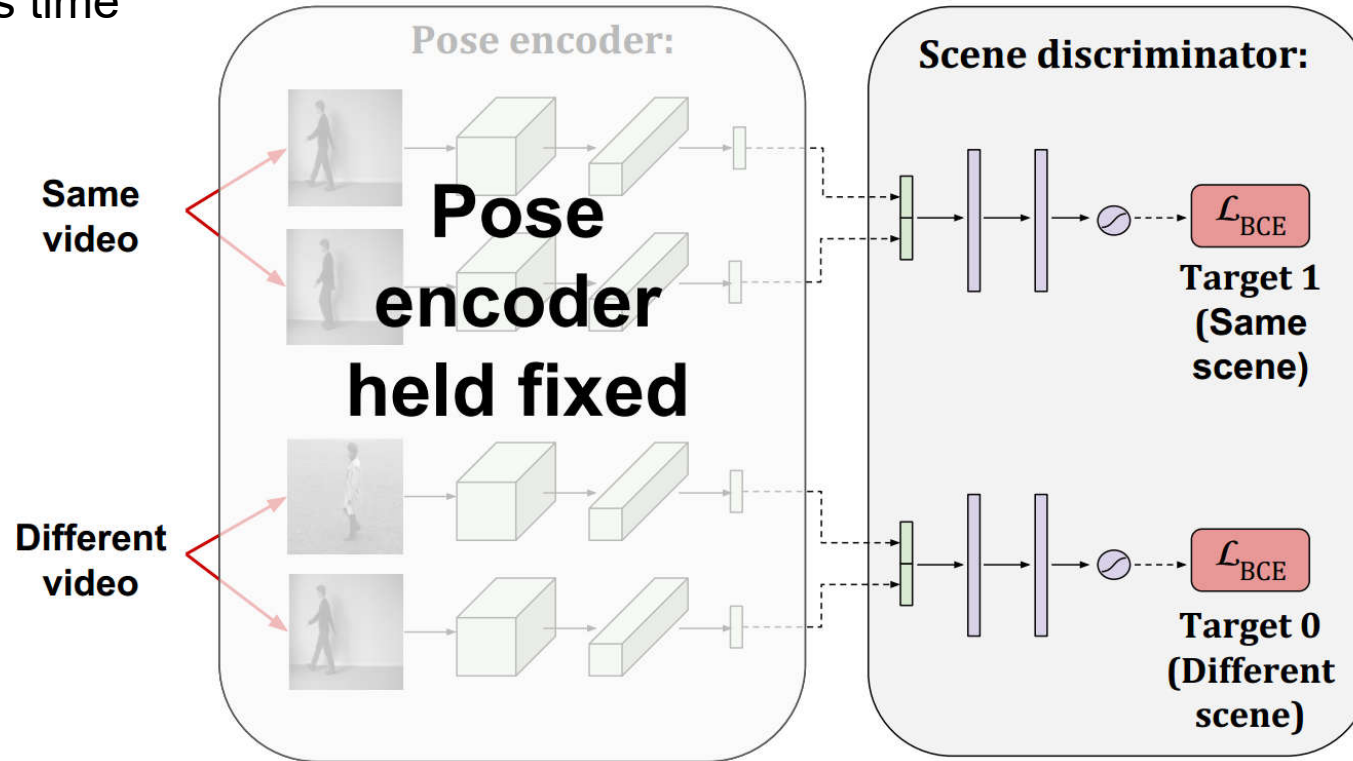 s time
Pose encoder:
Scene discriminator:
Same
video
Pose
encoder
held fixed
ℒBCE
Target 1
(Same
scene)
Different
video
ℒBCE
Target 0
(Different
scene)